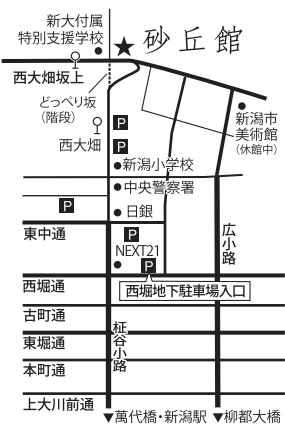 新大付属
特別支援学校
★ 砂丘館
西大畑坂上
どっぺり坂
(階段)
P
西大畑
P
新潟市
美術館
(休館中)
新潟小学校
中央警察署
P
日銀
東中通
P
広小路
NEXT21
P
西堀通
西堀地下駐車場入口
古町通
東堀通
柾谷小路
本町通
上大川前通
▼萬代橋・新潟駅 ▼柳都大橋